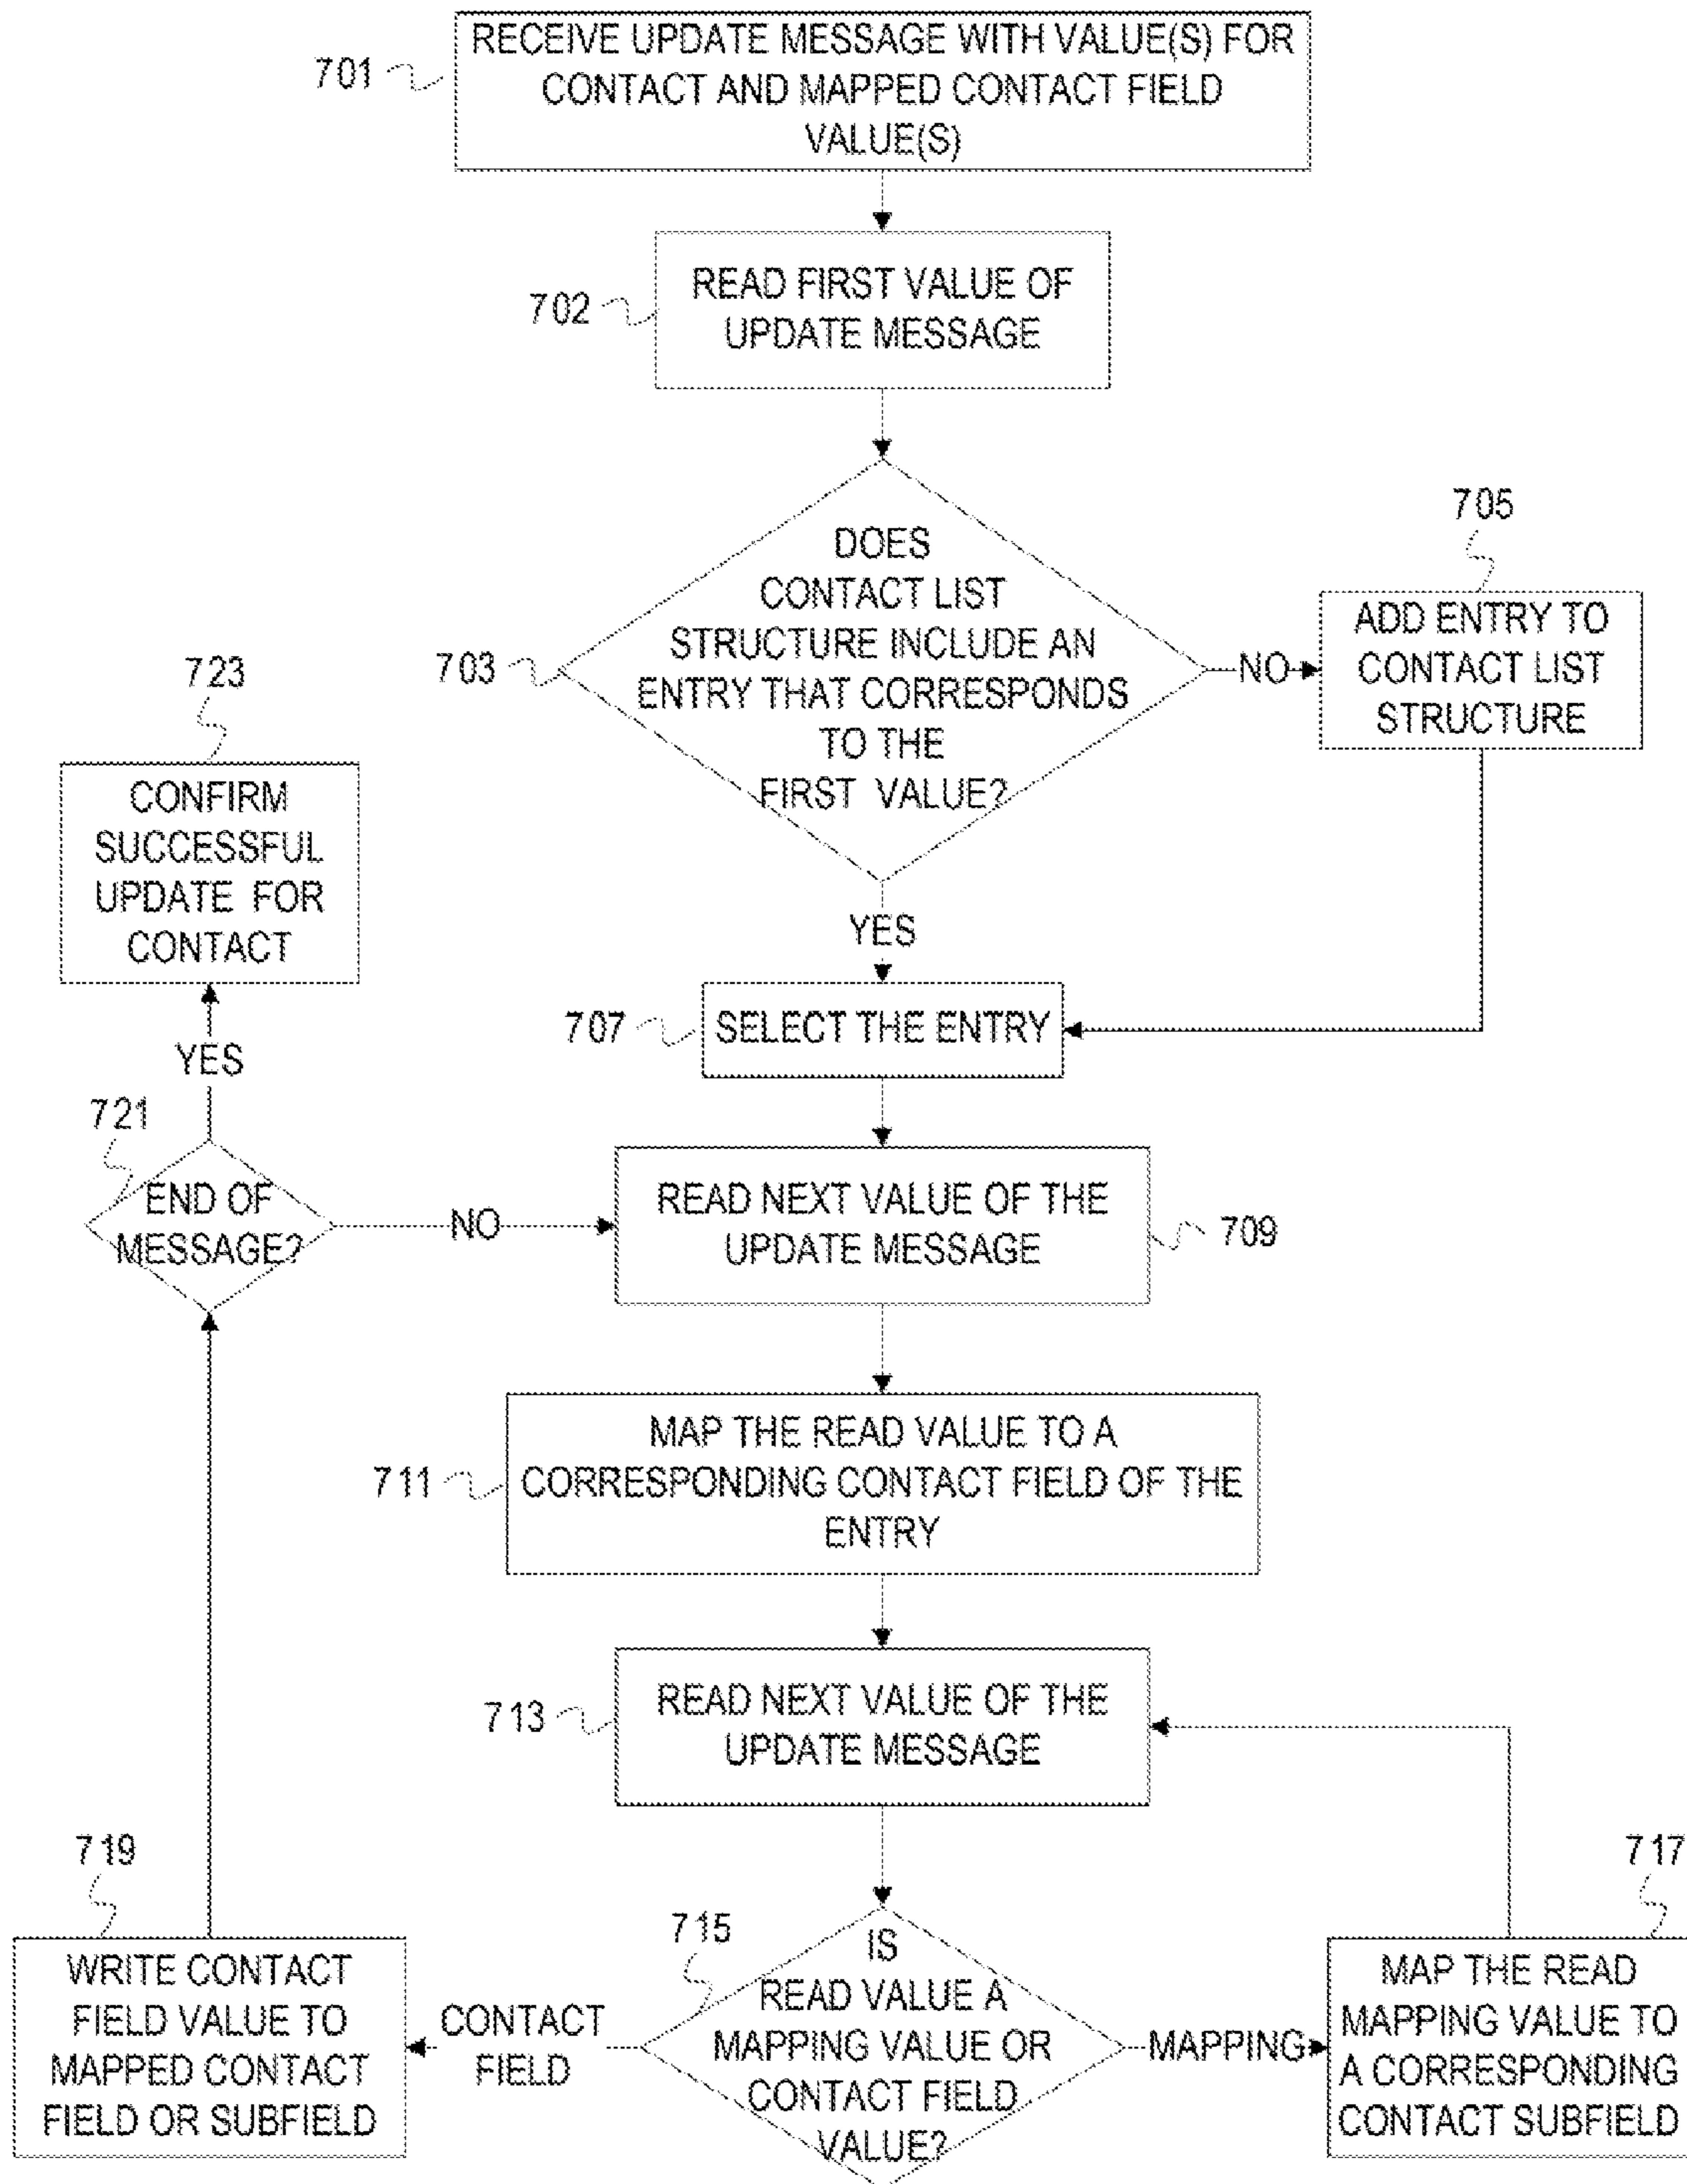 701
RECEIVE UPDATE MESSAGE WITH VALUE(S) FOR
CONTACT AND MAPPED CONTACT FIELD
VALUE(S)
702
READ FIRST VALUE OF
UPDATE MESSAGE
703
DOES
CONTACT LIST
STRUCTURE INCLUDE AN
ENTRY THAT CORRESPONDS
TO THE
FIRST VALUE?
NO
705
ADD ENTRY TO
CONTACT LIST
STRUCTURE
YES
707
SELECT THE ENTRY
709
READ NEXT VALUE OF THE
UPDATE MESSAGE
711
MAP THE READ VALUE TO A
CORRESPONDING CONTACT FIELD OF THE
ENTRY
713
READ NEXT VALUE OF THE
UPDATE MESSAGE
715
IS
READ VALUE A
MAPPING VALUE OR
CONTACT FIELD
VALUE?
MAPPING
717
MAP THE READ
MAPPING VALUE TO
A CORRESPONDING
CONTACT SUBFIELD
CONTACT
FIELD
719
WRITE CONTACT
FIELD VALUE TO
MAPPED CONTACT
FIELD OR SUBFIELD
721
END OF
MESSAGE?
NO
YES
723
CONFIRM
SUCCESSFUL
UPDATE FOR
CONTACT